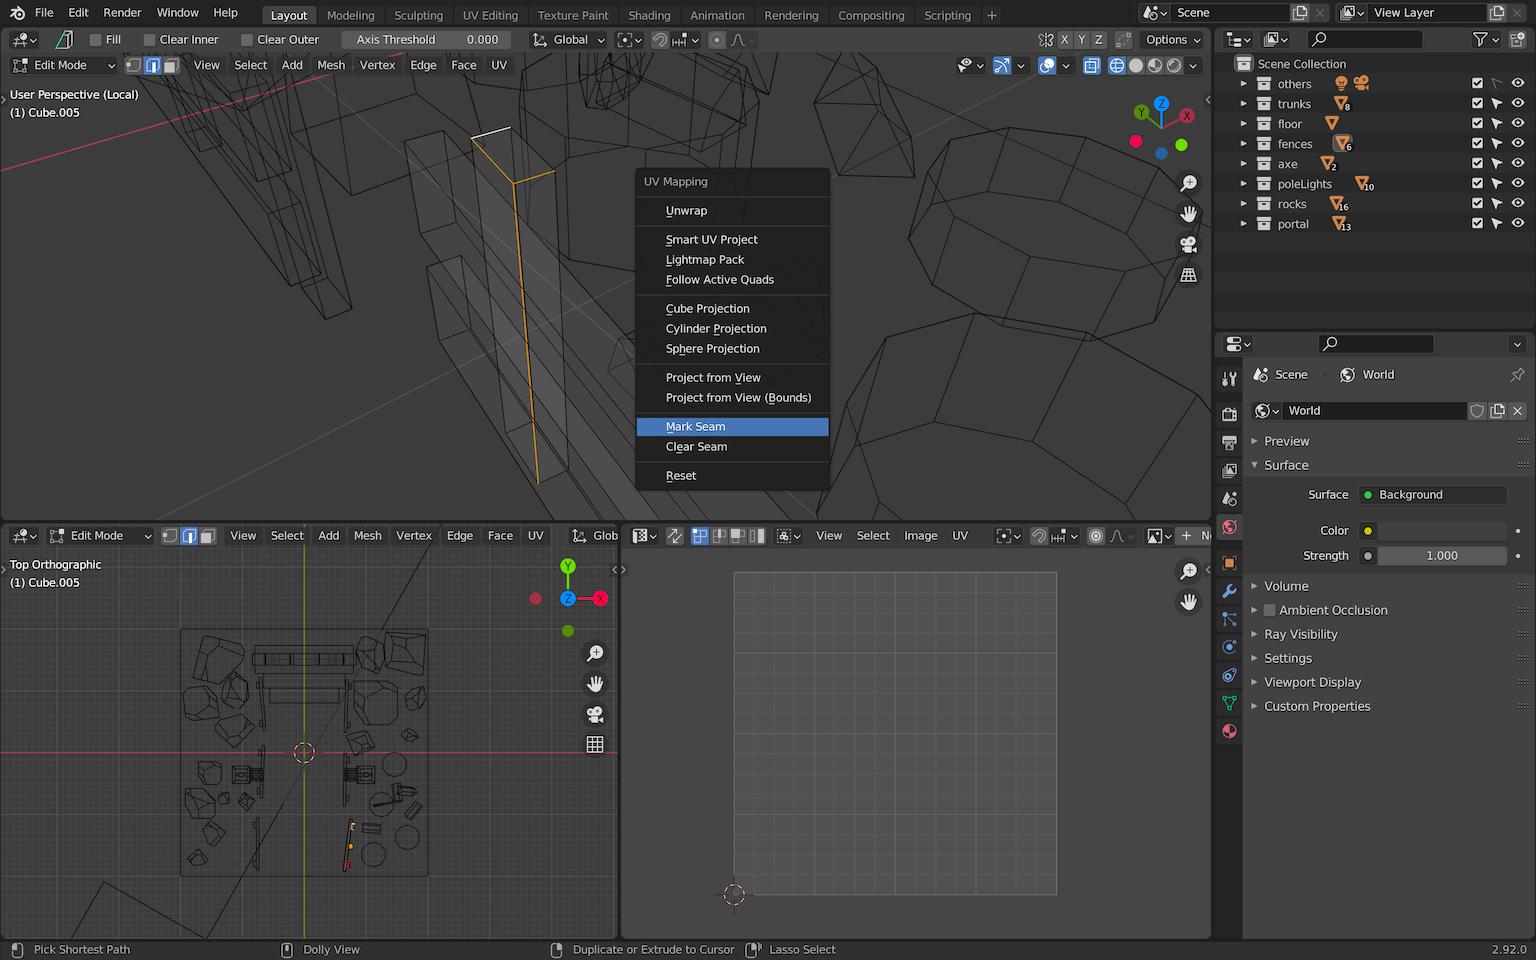 File Edit Render Window Help Layout Modeling Sculpting UV Editing Texture Paint Shading Animation Rendering Compositing Scripting + Scene View Layer
Fill Clear Inner Clear Outer Axis Threshold 0.000 Global X Y Z Options
Edit Mode View Select Add Mesh Vertex Edge Face UV
User Perspective (Local)
(1) Cube.005
Z
Y
X
UV Mapping
Unwrap
Smart UV Project
Lightmap Pack
Follow Active Quads
Cube Projection
Cylinder Projection
Sphere Projection
Project from View
Project from View (Bounds)
Mark Seam
Clear Seam
Reset
Scene Collection
others
trunks 8
floor
fences 6
axe 2
poleLights 10
rocks 16
portal 13
Scene World
World
Preview
Surface
Surface Background
Color
Strength 1.000
Volume
Ambient Occlusion
Ray Visibility
Settings
Viewport Display
Custom Properties
Edit Mode View Select Add Mesh Vertex Edge Face UV Glob
Top Orthographic
(1) Cube.005
Y
Z X
View Select Image UV + N
Pick Shortest Path Dolly View Duplicate or Extrude to Cursor Lasso Select 2.92.0